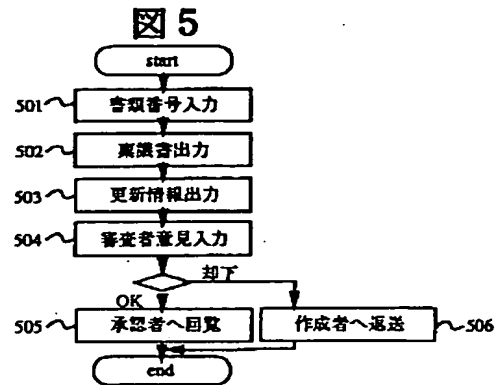 図5
start
501 書類番号入力
502 稟議書出力
503 更新情報出力
504 審査者意見入力
却下
OK
505 承認者へ回覧
作成者へ返送 506
end